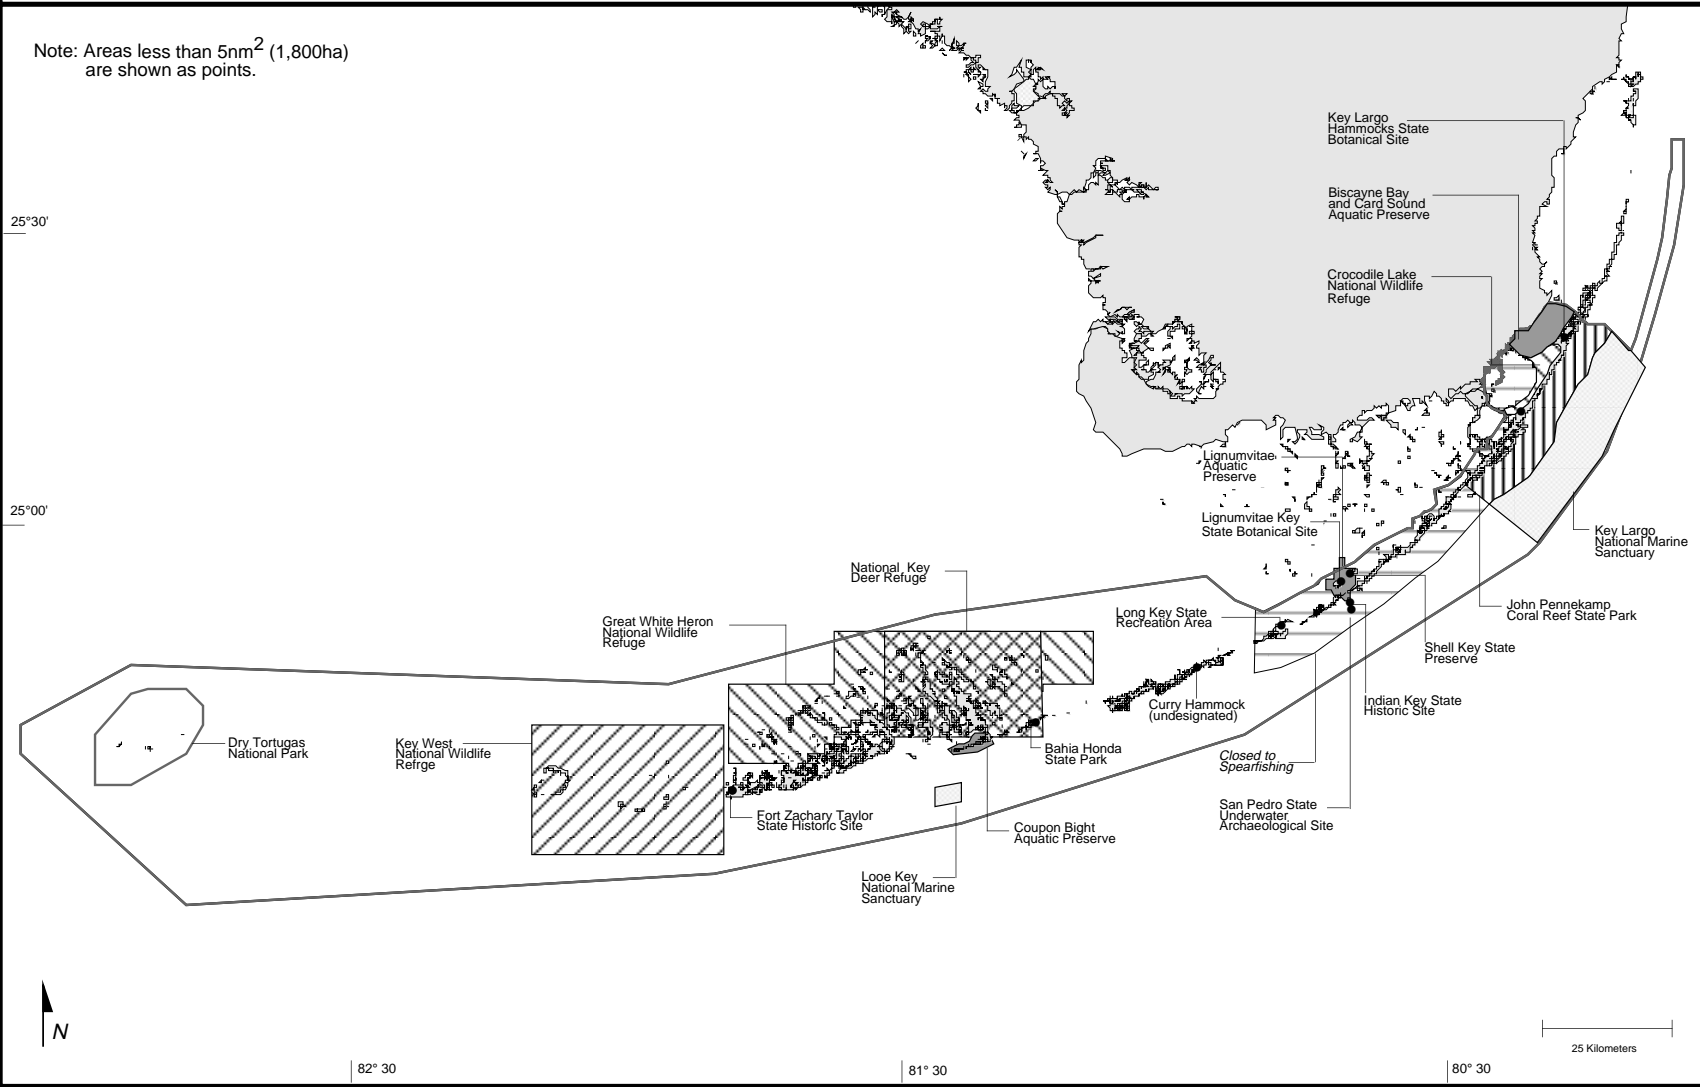 Note: Areas less than 5nm2 (1,800ha)
are shown as points.
Key Largo
Hammocks State
Botanical Site
Biscayne Bay
and Card Sound
Aquatic Preserve
25°30'
Crocodile Lake
National Wildlife
Refuge
Lignumvitae
Aquatic
Preserve
25°00'
Lignumvitae Key
State Botanical Site
Key Largo
National Marine
Sanctuary
National Key
Deer Refuge
John Pennekamp
Coral Reef State Park
Long Key State
Recreation Area
Great White Heron
National Wildlife
Refuge
Shell Key State
Preserve
Indian Key State
Historic Site
Curry Hammock
(undesignated)
Dry Tortugas
National Park
Key West
National Wildlife
Refrge
Bahia Honda
State Park
Closed to
Spearfishing
San Pedro State
Underwater
Archaeological Site
Fort Zachary Taylor
State Historic Site
Coupon Bight
Aquatic Preserve
Looe Key
National Marine
Sanctuary
N
25 Kilometers
82° 30
81° 30
80° 30